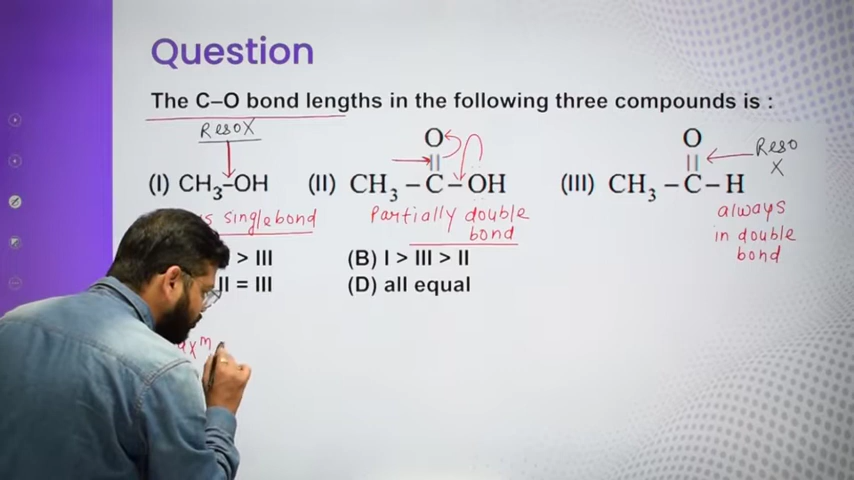 Question
The C–O bond lengths in the following three compounds is :
Reso X
(I) CH3–OH (II) CH3 – C – OH (III) CH3 – C – H
O
O
Reso
X
singlebond
Partially double
bond
always
in double
bond
> III (B) I > III > II
II = III (D) all equal